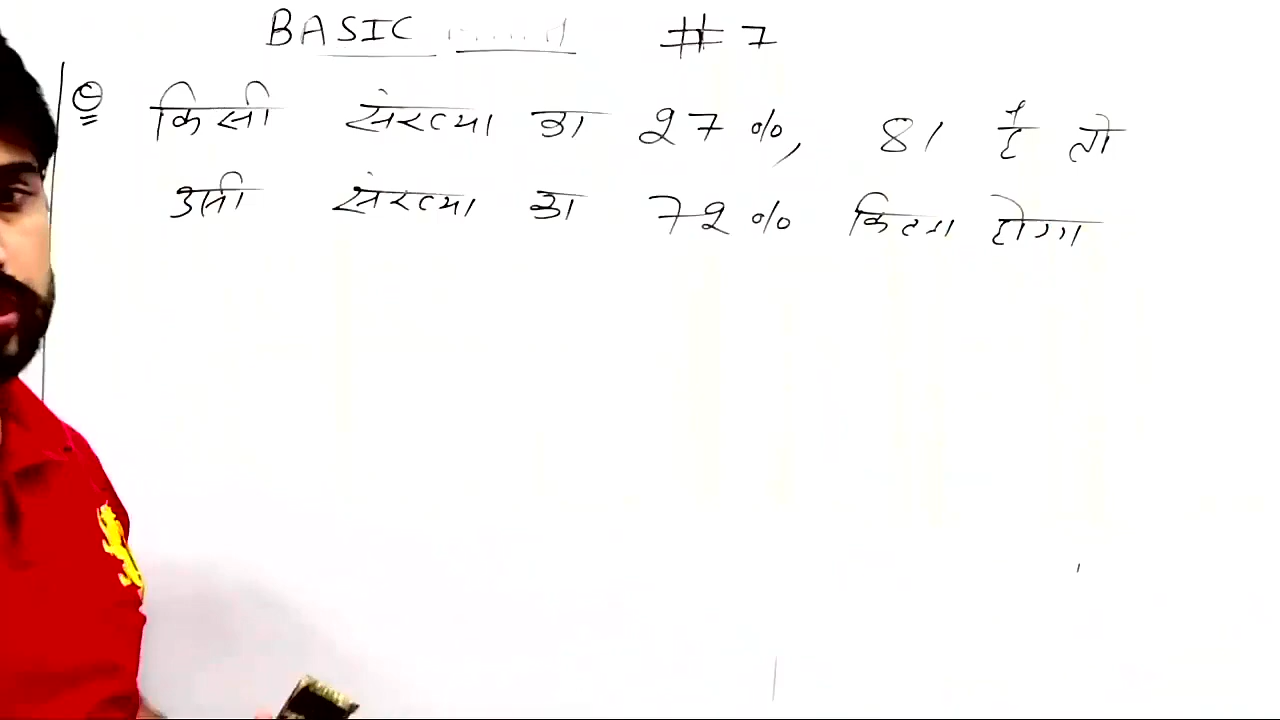 BASIC #7
Q किसी संख्या का 27%, 81 है तो
उसी संख्या का 72% कितना होगा